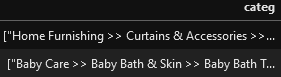 categ
["Home Furnishing >> Curtains & Accessories >>...
["Baby Care >> Baby Bath & Skin >> Baby Bath T...